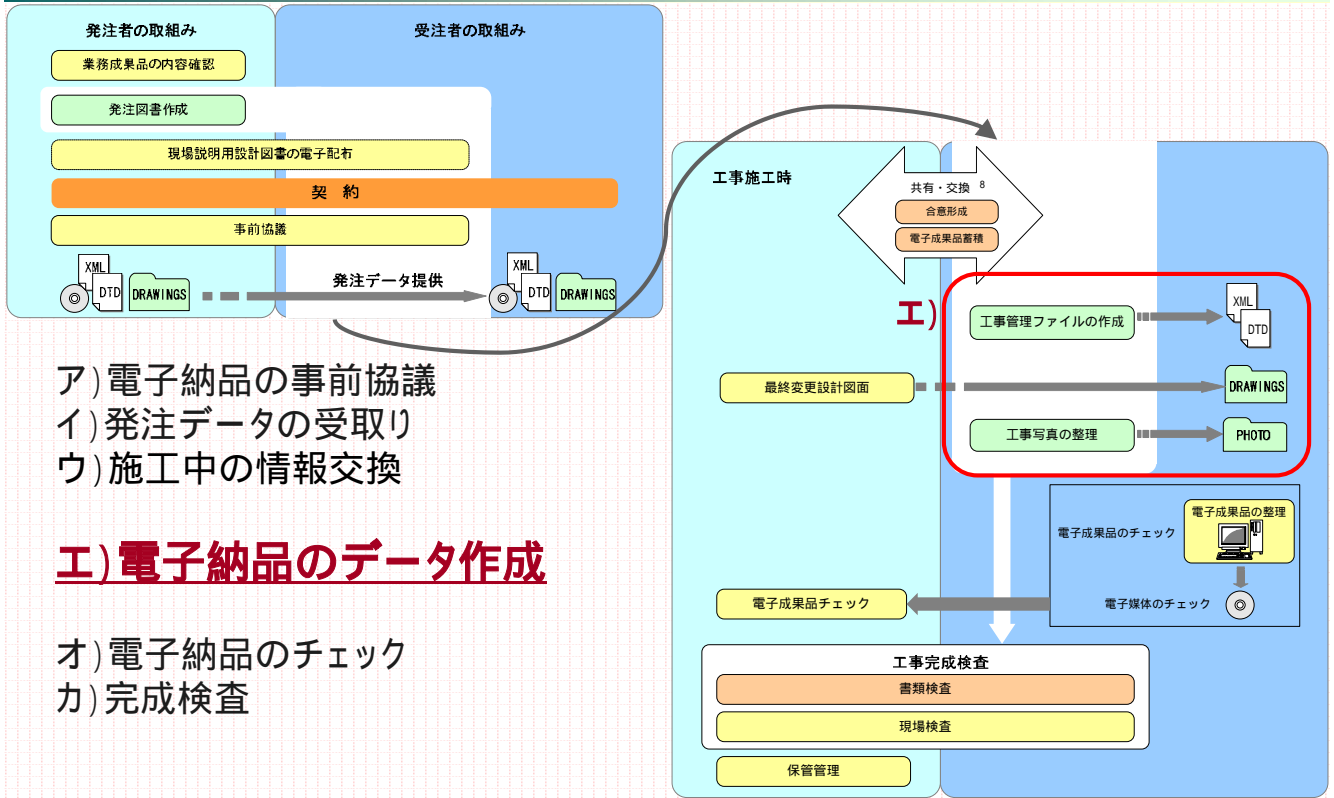 発注者の取組み
受注者の取組み
業務成果品の内容確認
発注図書作成
現場説明用設計図書の電子配布
契 約
事前協議
XML
DTD
DRAWINGS
発注データ提供
XML
DTD
DRAWINGS
ア)電子納品の事前協議
イ)発注データの受取り
ウ)施工中の情報交換
エ)電子納品のデータ作成
オ)電子納品のチェック
カ)完成検査
工事施工時
共有・交換 8
合意形成
電子成果品蓄積
エ)
工事管理ファイルの作成
XML
DTD
最終変更設計図面
DRAWINGS
工事写真の整理
PHOTO
電子成果品の整理
電子成果品のチェック
電子媒体のチェック
電子成果品チェック
工事完成検査
書類検査
現場検査
保管管理